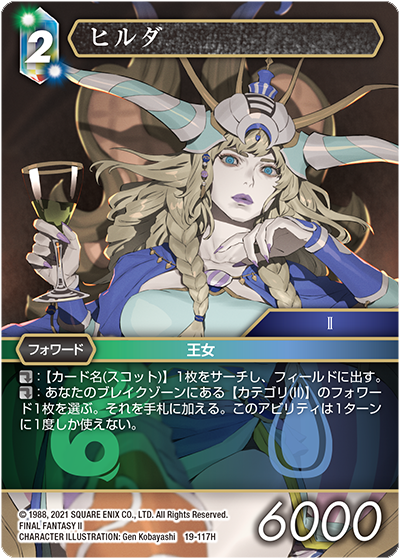 2
ヒルダ
II
フォワード
王女
:【カード名(スコット)】1枚をサーチし、フィールドに出す。
:あなたのブレイクゾーンにある【カテゴリ(II)】のフォワー
ド1枚を選ぶ。それを手札に加える。このアビリティは1ターン
に1度しか使えない。
© 1988, 2021 SQUARE ENIX CO., LTD. All Rights Reserved.
FINAL FANTASY II
CHARACTER ILLUSTRATION: Gen Kobayashi 19-117H
6000